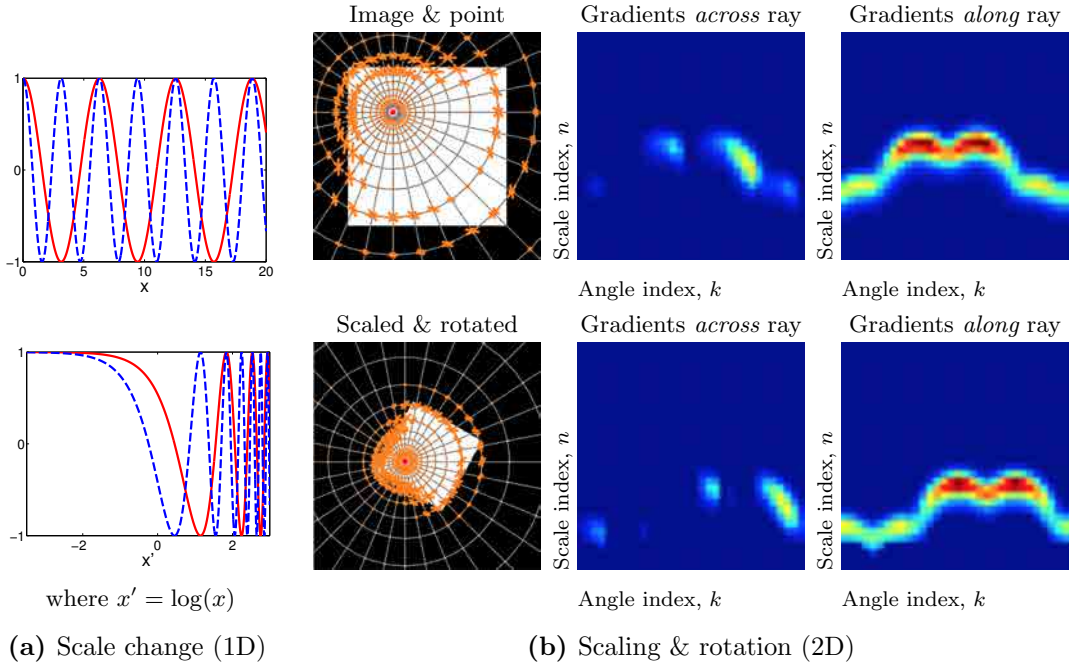 Image & point
Gradients across ray
Gradients along ray
1
0
−1
0
5
10
15
20
x
Scale index, n
Scale index, n
Angle index, k
Angle index, k
Scaled & rotated
Gradients across ray
Gradients along ray
1
0
−1
−2
0
2
x'
Scale index, n
Scale index, n
where x′ = log(x)
Angle index, k
Angle index, k
(a) Scale change (1D)
(b) Scaling & rotation (2D)